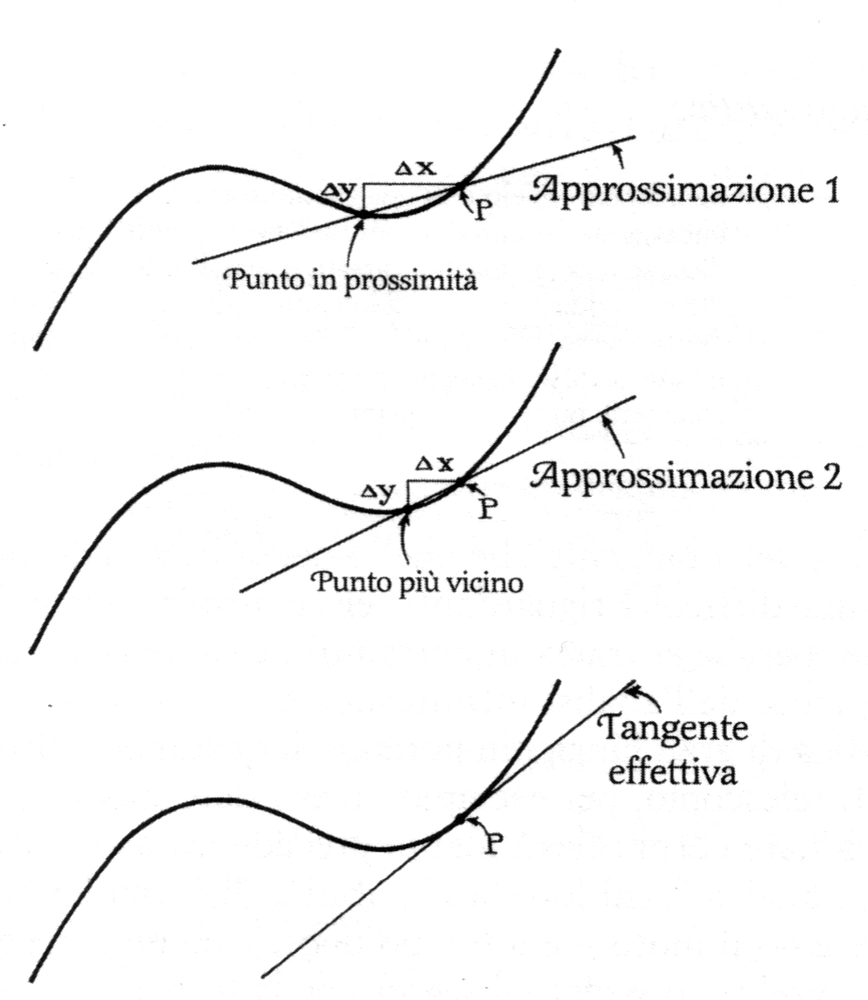 Δx
Δy
P
Approssimazione 1
Punto in prossimità
Δx
Δy
P
Approssimazione 2
Punto più vicino
Tangente
effettiva
P